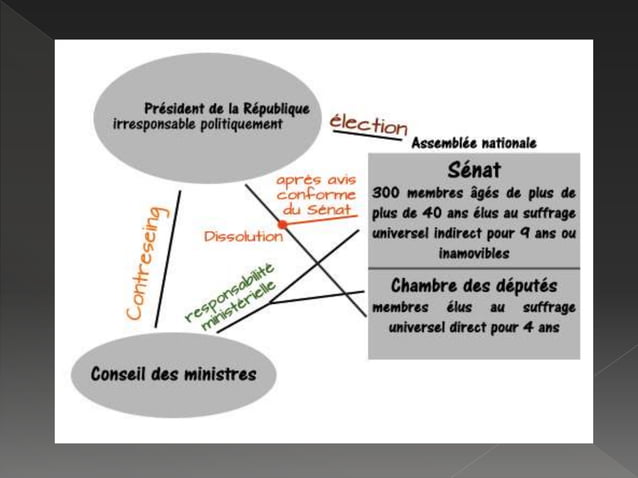 Président de la République
irresponsable politiquement
élection
Assemblée nationale
Sénat
300 membres âgés de plus de
plus de 40 ans élus au suffrage
universel indirect pour 9 ans ou
inamovibles
après avis
conforme
du Sénat
Dissolution
Contreseing
responsabilité
ministérielle
Chambre des députés
membres élus au suffrage
universel direct pour 4 ans
Conseil des ministres